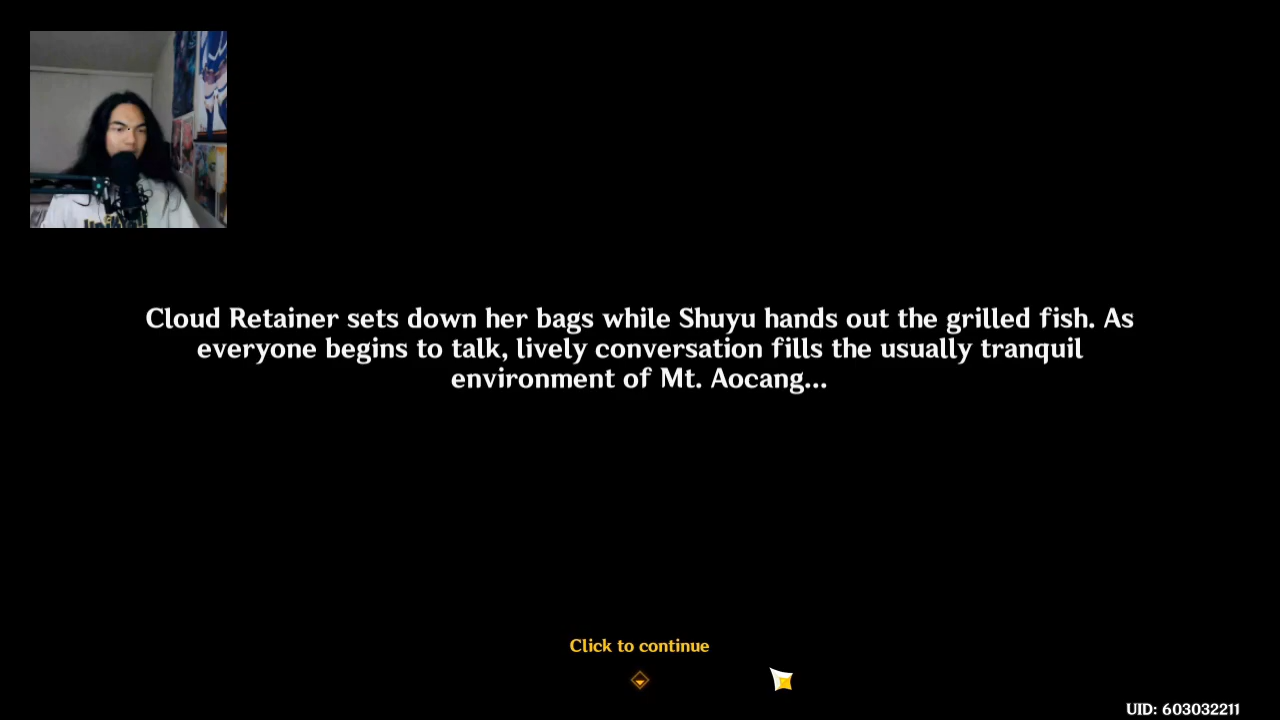 Cloud Retainer sets down her bags while Shuyu hands out the grilled fish. As
everyone begins to talk, lively conversation fills the usually tranquil
environment of Mt. Aocang...
Click to continue
UID: 603032211